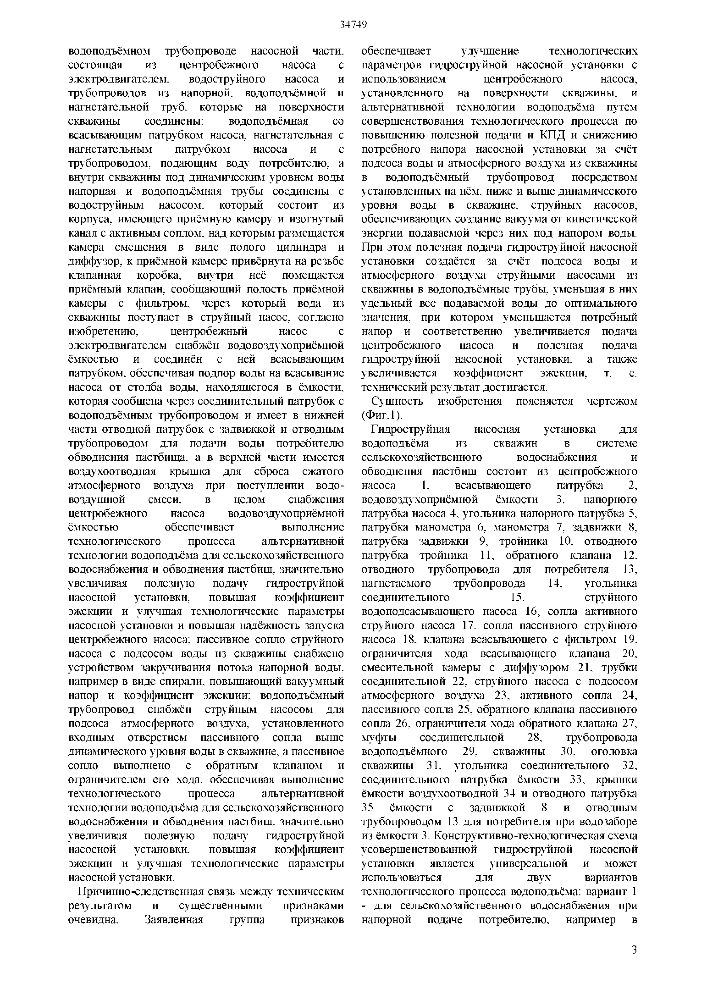 34749
водоподъёмном трубопроводе насосной части,
состоящая из центробежного насоса с
электродвигателем, водоструйного насоса и
трубопроводов из напорной, водоподъёмной и
нагнетательной труб, которые на поверхности
скважины соединены: водоподъёмная со
всасывающим патрубком насоса, нагнетательная с
нагнетательным патрубком насоса и с
трубопроводом, подающим воду потребителю, а
внутри скважины под динамическим уровнем воды
напорная и водоподъёмная трубы соединены с
водоструйным насосом, который состоит из
корпуса, имеющего приёмную камеру и изогнутый
канал с активным соплом, над которым размещается
камера смешения в виде полого цилиндра и
диффузор, к приёмной камере привёрнута на резьбе
клапанная коробка, внутри неё помещается
приёмный клапан, сообщающий полость приёмной
камеры с фильтром, через который вода из
скважины поступает в струйный насос, согласно
изобретению, центробежный насос с
электродвигателем снабжён водовоздухоприёмной
ёмкостью и соединён с ней всасывающим
патрубком, обеспечивая подпор воды на всасывание
насоса от столба воды, находящегося в ёмкости,
которая сообщена через соединительный патрубок с
водоподъёмным трубопроводом и имеет в нижней
части отводной патрубок с задвижкой и отводным
трубопроводом для подачи воды потребителю
обводнения пастбища, а в верхней части имеется
воздухоотводная крышка для сброса сжатого
атмосферного воздуха при поступлении водо-
воздушной смеси, в целом снабжения
центробежного насоса водовоздухоприёмной
ёмкостью обеспечивает выполнение
технологического процесса альтернативной
технологии водоподъёма для сельскохозяйственного
водоснабжения и обводнения пастбищ, значительно
увеличивая полезную подачу гидроструйной
насосной установки, повышая коэффициент
эжекции и улучшая технологические параметры
насосной установки и повышая надёжность запуска
центробежного насоса; пассивное сопло струйного
насоса с подсосом воды из скважины снабжено
устройством закручивания потока напорной воды,
например в виде спирали, повышающий вакуумный
напор и коэффициент эжекции; водоподъёмный
трубопровод снабжён струйным насосом для
подсоса атмосферного воздуха, установленного
входным отверстием пассивного сопла выше
динамического уровня воды в скважине, а пассивное
сопло выполнено с обратным клапаном и
ограничителем его хода, обеспечивая выполнение
технологического процесса альтернативной
технологии водоподъёма для сельскохозяйственного
водоснабжения и обводнения пастбищ, значительно
увеличивая полезную подачу гидроструйной
насосной установки, повышая коэффициент
эжекции и улучшая технологические параметры
насосной установки.
Причинно-следственная связь между техническим
результатом и существенными признаками
очевидна. Заявленная группа признаков
обеспечивает улучшение технологических
параметров гидроструйной насосной установки с
использованием центробежного насоса,
установленного на поверхности скважины, и
альтернативной технологии водоподъёма путем
совершенствования технологического процесса по
повышению полезной подачи и КПД и снижению
потребного напора насосной установки за счёт
подсоса воды и атмосферного воздуха из скважины
в водоподъёмный трубопровод посредством
установленных на нём, ниже и выше динамического
уровня воды в скважине, струйных насосов,
обеспечивающих создание вакуума от кинетической
энергии подаваемой через них под напором воды.
При этом полезная подача гидроструйной насосной
установки создаётся за счёт подсоса воды и
атмосферного воздуха струйными насосами из
скважины в водоподъёмные трубы, уменьшая в них
удельный вес подаваемой воды до оптимального
значения, при котором уменьшается потребный
напор и соответственно увеличивается подача
центробежного насоса и полезная подача
гидроструйной насосной установки, а также
увеличивается коэффициент эжекции, т. е.
технический результат достигается.
Сущность изобретения поясняется чертежом
(Фиг.1).
Гидроструйная насосная установка для
водоподъёма из скважин в системе
сельскохозяйственного водоснабжения и
обводнения пастбищ состоит из центробежного
насоса 1, всасывающего патрубка 2,
водовоздухоприёмной ёмкости 3, напорного
патрубка насоса 4, угольника напорного патрубка 5,
патрубка манометра 6, манометра 7, задвижки 8,
патрубка задвижки 9, тройника 10, отводного
патрубка тройника 11, обратного клапана 12,
отводного трубопровода для потребителя 13,
нагнетаемого трубопровода 14, угольника
соединительного 15, струйного
водоподсасывающего насоса 16, сопла активного
струйного насоса 17, сопла пассивного струйного
насоса 18, клапана всасывающего с фильтром 19,
ограничителя хода всасывающего клапана 20,
смесительной камеры с диффузором 21, трубки
соединительной 22, струйного насоса с подсосом
атмосферного воздуха 23, активного сопла 24,
пассивного сопла 25, обратного клапана пассивного
сопла 26, ограничителя хода обратного клапана 27,
муфты соединительной 28, трубопровода
водоподъёмного 29, скважины 30, оголовка
скважины 31, угольника соединительного 32,
соединительного патрубка ёмкости 33, крышки
ёмкости воздухоотводной 34 и отводного патрубка
35 ёмкости с задвижкой 8 и отводным
трубопроводом 13 для потребителя при водозаборе
из ёмкости 3. Конструктивно-технологическая схема
усовершенствованной гидроструйной насосной
установки является универсальной и может
использоваться для двух вариантов
технологического процесса водоподъёма: вариант 1
- для сельскохозяйственного водоснабжения при
напорной подаче потребителю, например в
3